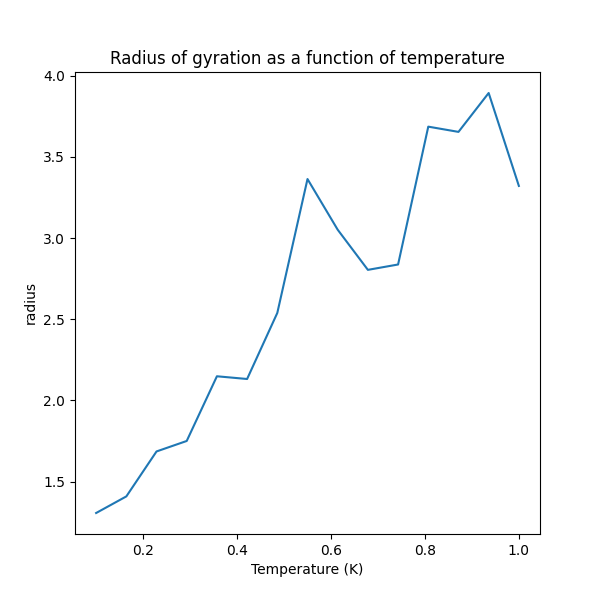 Radius of gyration as a function of temperature
4.0
3.5
3.0
2.5
2.0
1.5
radius
0.2 0.4 0.6 0.8 1.0
Temperature (K)